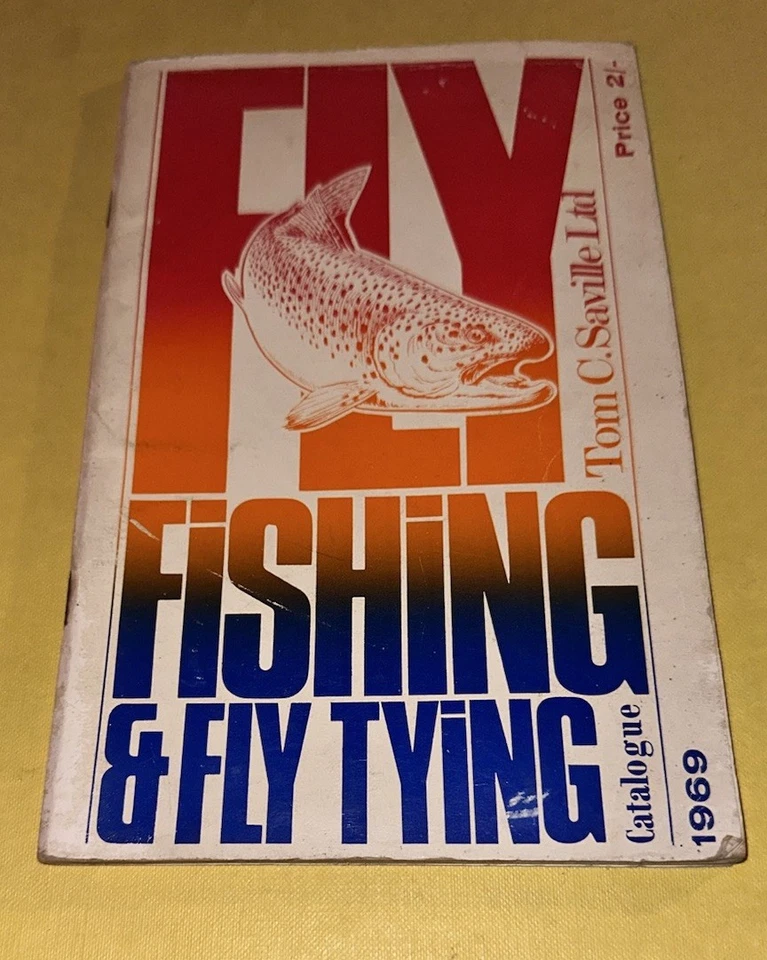 FLY
FiSHiNG
& FLY TYiNG
Tom C. Saville Ltd
Catalogue
Price 2/-
1969